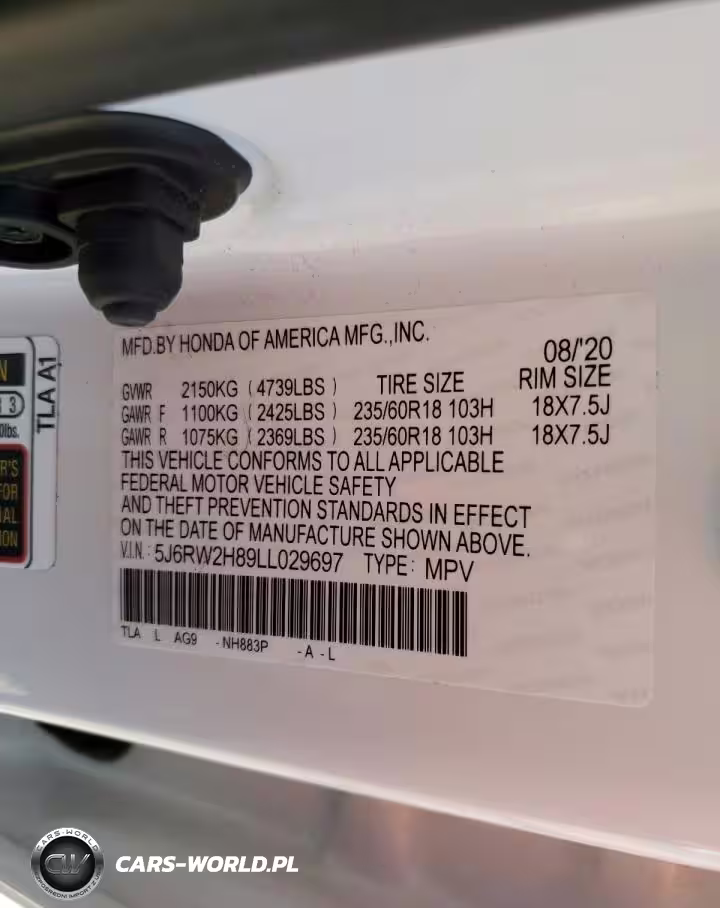 MFD.BY HONDA OF AMERICA MFG.,INC.
08/'20
GVWR 2150KG ( 4739LBS ) TIRE SIZE RIM SIZE
GAWR F 1100KG ( 2425LBS ) 235/60R18 103H 18X7.5J
GAWR R 1075KG ( 2369LBS ) 235/60R18 103H 18X7.5J
THIS VEHICLE CONFORMS TO ALL APPLICABLE
FEDERAL MOTOR VEHICLE SAFETY
AND THEFT PREVENTION STANDARDS IN EFFECT
ON THE DATE OF MANUFACTURE SHOWN ABOVE.
V.I.N.: 5J6RW2H89LL029697 TYPE: MPV
TLA L AG9 -NH883P -A -L
TLA A1
CARS-WORLD
CW
CARS-WORLD.PL